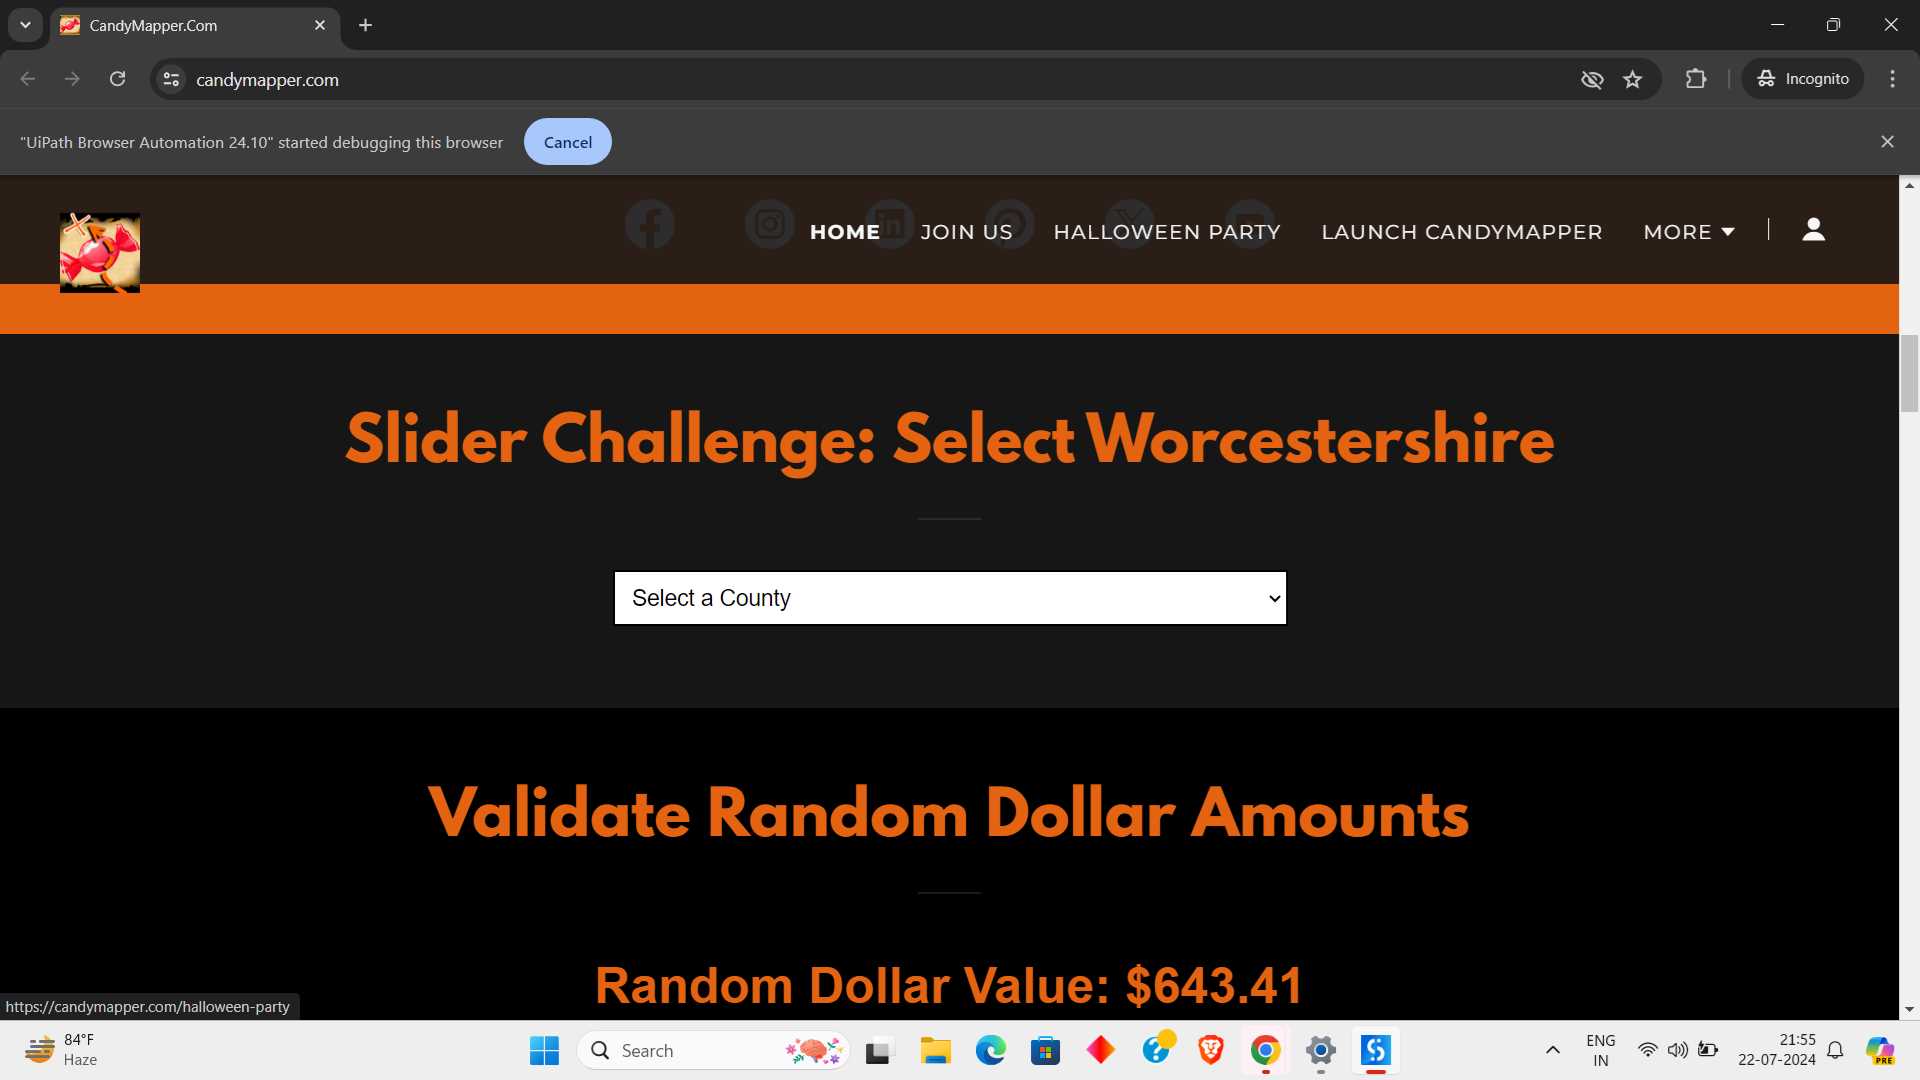 CandyMapper.Com
candymapper.com
Incognito
"UiPath Browser Automation 24.10" started debugging this browser
Cancel
HOME JOIN US HALLOWEEN PARTY LAUNCH CANDYMAPPER MORE
Slider Challenge: Select Worcestershire
Select a County
Validate Random Dollar Amounts
Random Dollar Value: $643.41
https://candymapper.com/halloween-party
84°F
Haze
Search
ENG
IN
21:55
22-07-2024
PRE